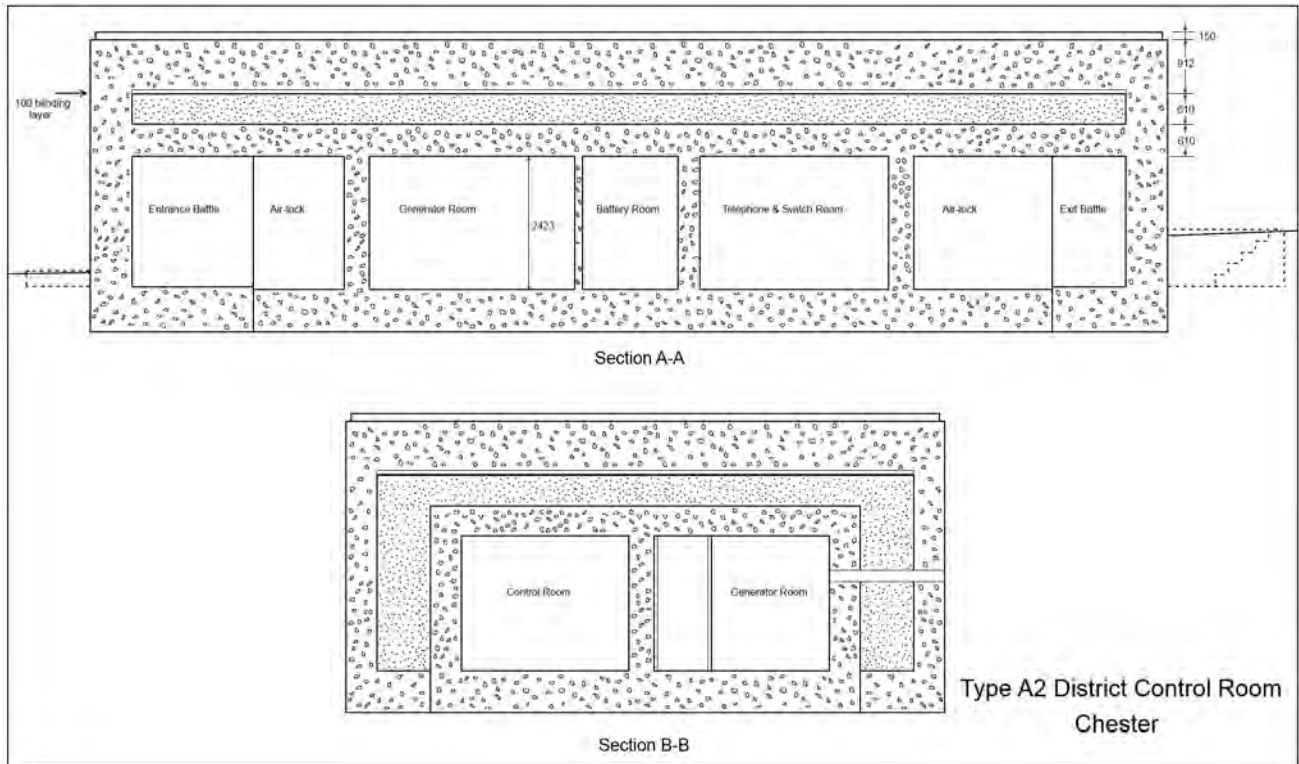 150
912
100 blinding
layer
610
610
Entrance Baffle
Air-lock
Generator Room
2423
Battery Room
Telephone & Switch Room
Air-lock
Exit Baffle
Section A-A
Control Room
Generator Room
Type A2 District Control Room
Chester
Section B-B